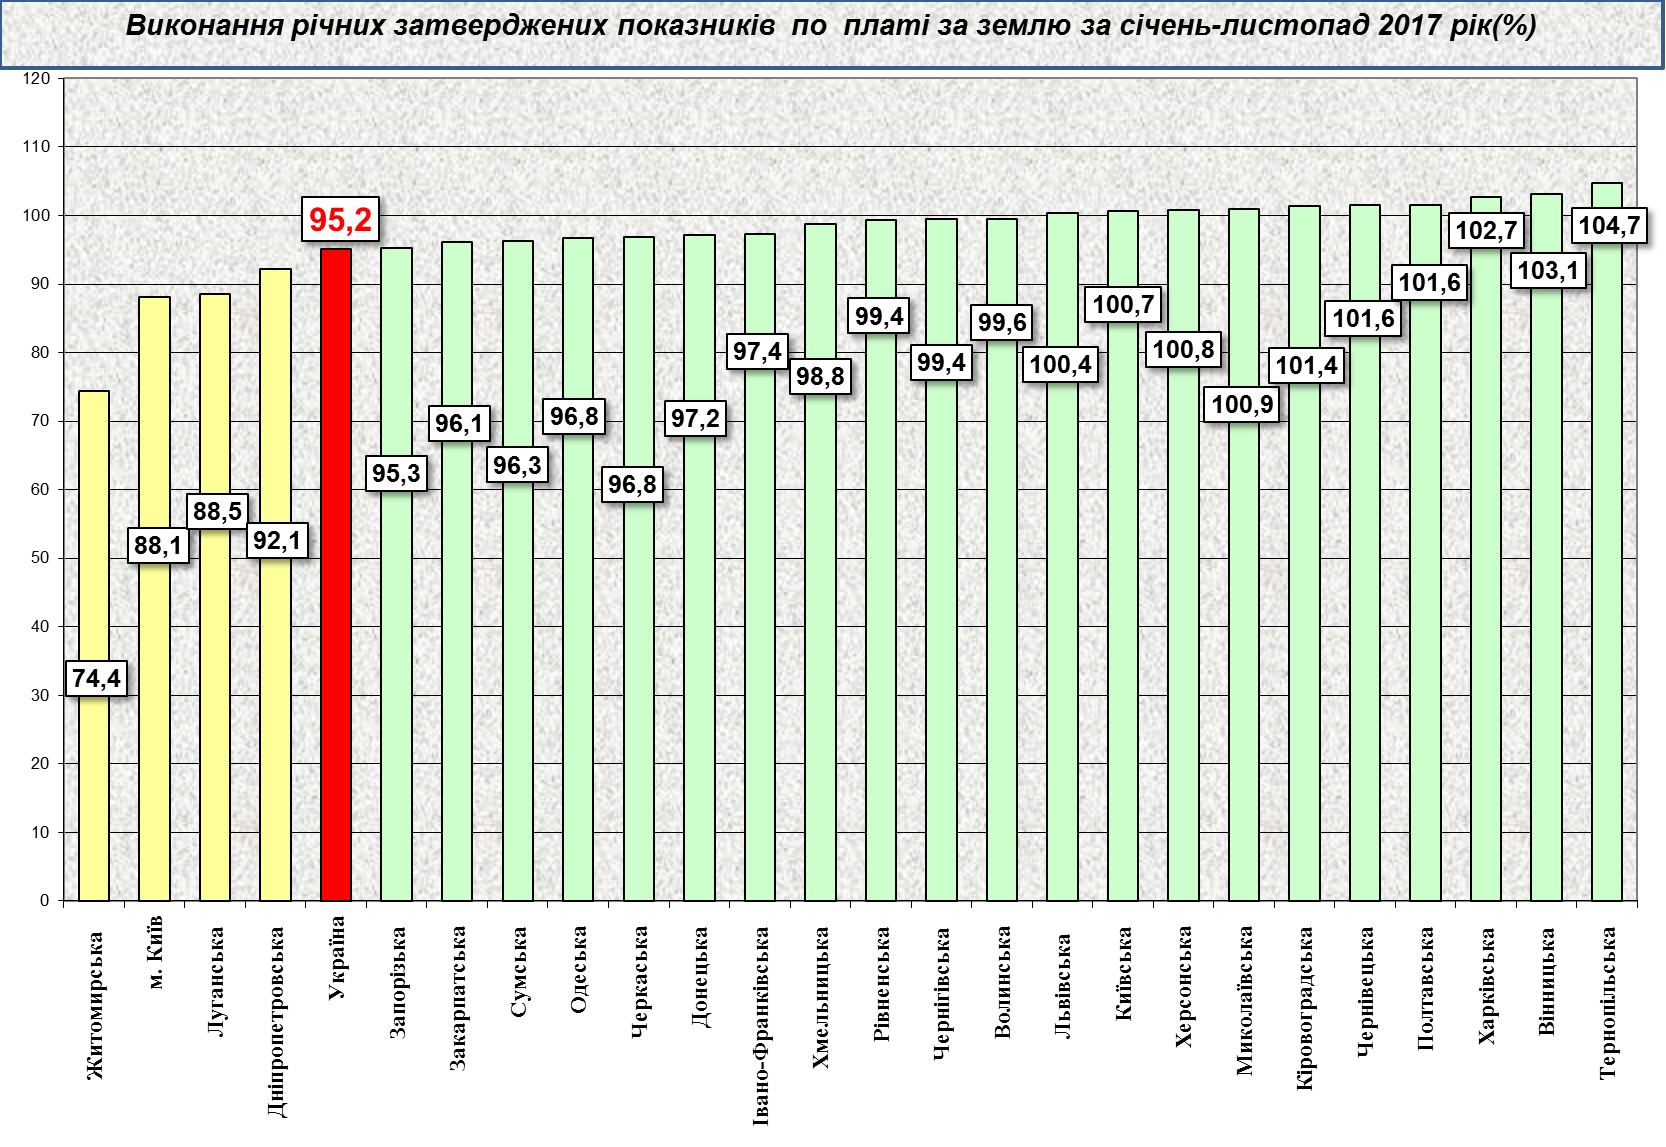 Виконання річних затверджених показників по платі за землю за січень-листопад 2017 рік(%)
120
110
100
90
80
70
60
50
40
30
20
10
0
74,4
88,1
88,5
92,1
95,2
95,3
96,1
96,3
96,8
96,8
97,2
97,4
98,8
99,4
99,4
99,6
100,4
100,7
100,8
100,9
101,4
101,6
101,6
102,7
103,1
104,7
Житомирська
м. Київ
Луганська
Дніпропетровська
Україна
Запорізька
Закарпатська
Сумська
Одеська
Черкаська
Донецька
Івано-Франківська
Хмельницька
Рівненська
Чернігівська
Волинська
Львівська
Київська
Херсонська
Миколаївська
Кіровоградська
Чернівецька
Полтавська
Харківська
Вінницька
Тернопільська